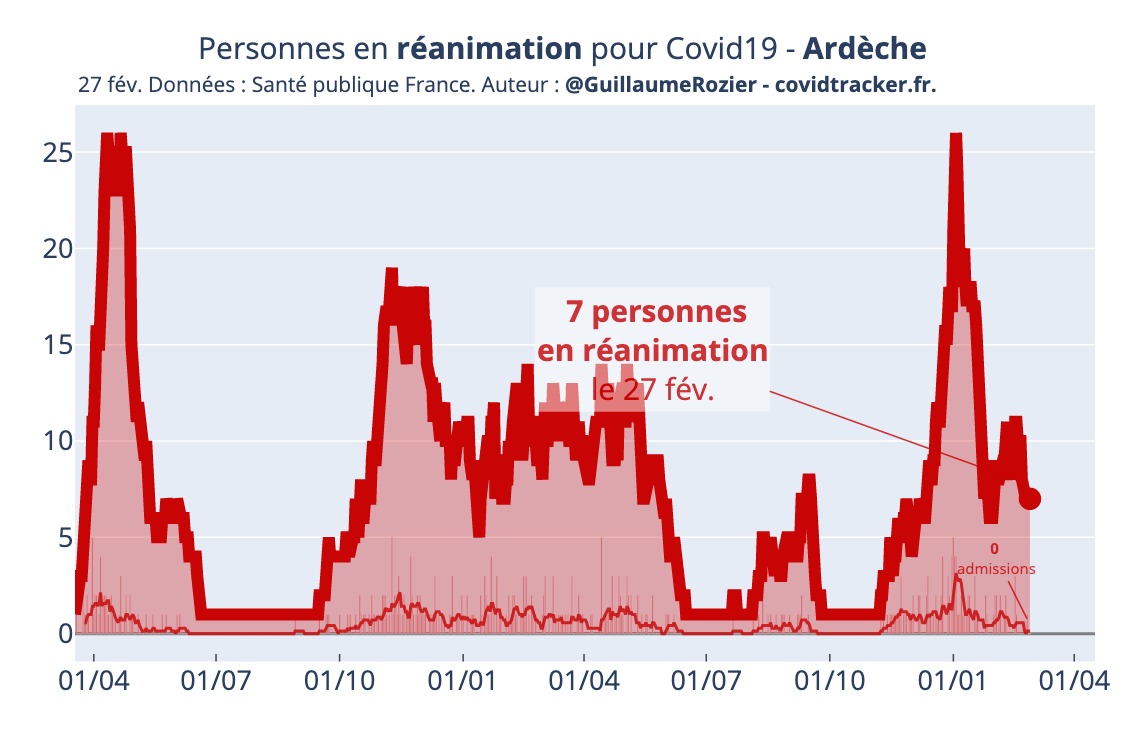 Personnes en réanimation pour Covid19 - Ardèche
27 fév. Données : Santé publique France. Auteur : @GuillaumeRozier - covidtracker.fr.
25
20
15
10
5
0
7 personnes
en réanimation
le 27 fév.
0
admissions
01/04
01/07
01/10
01/01
01/04
01/07
01/10
01/01
01/04